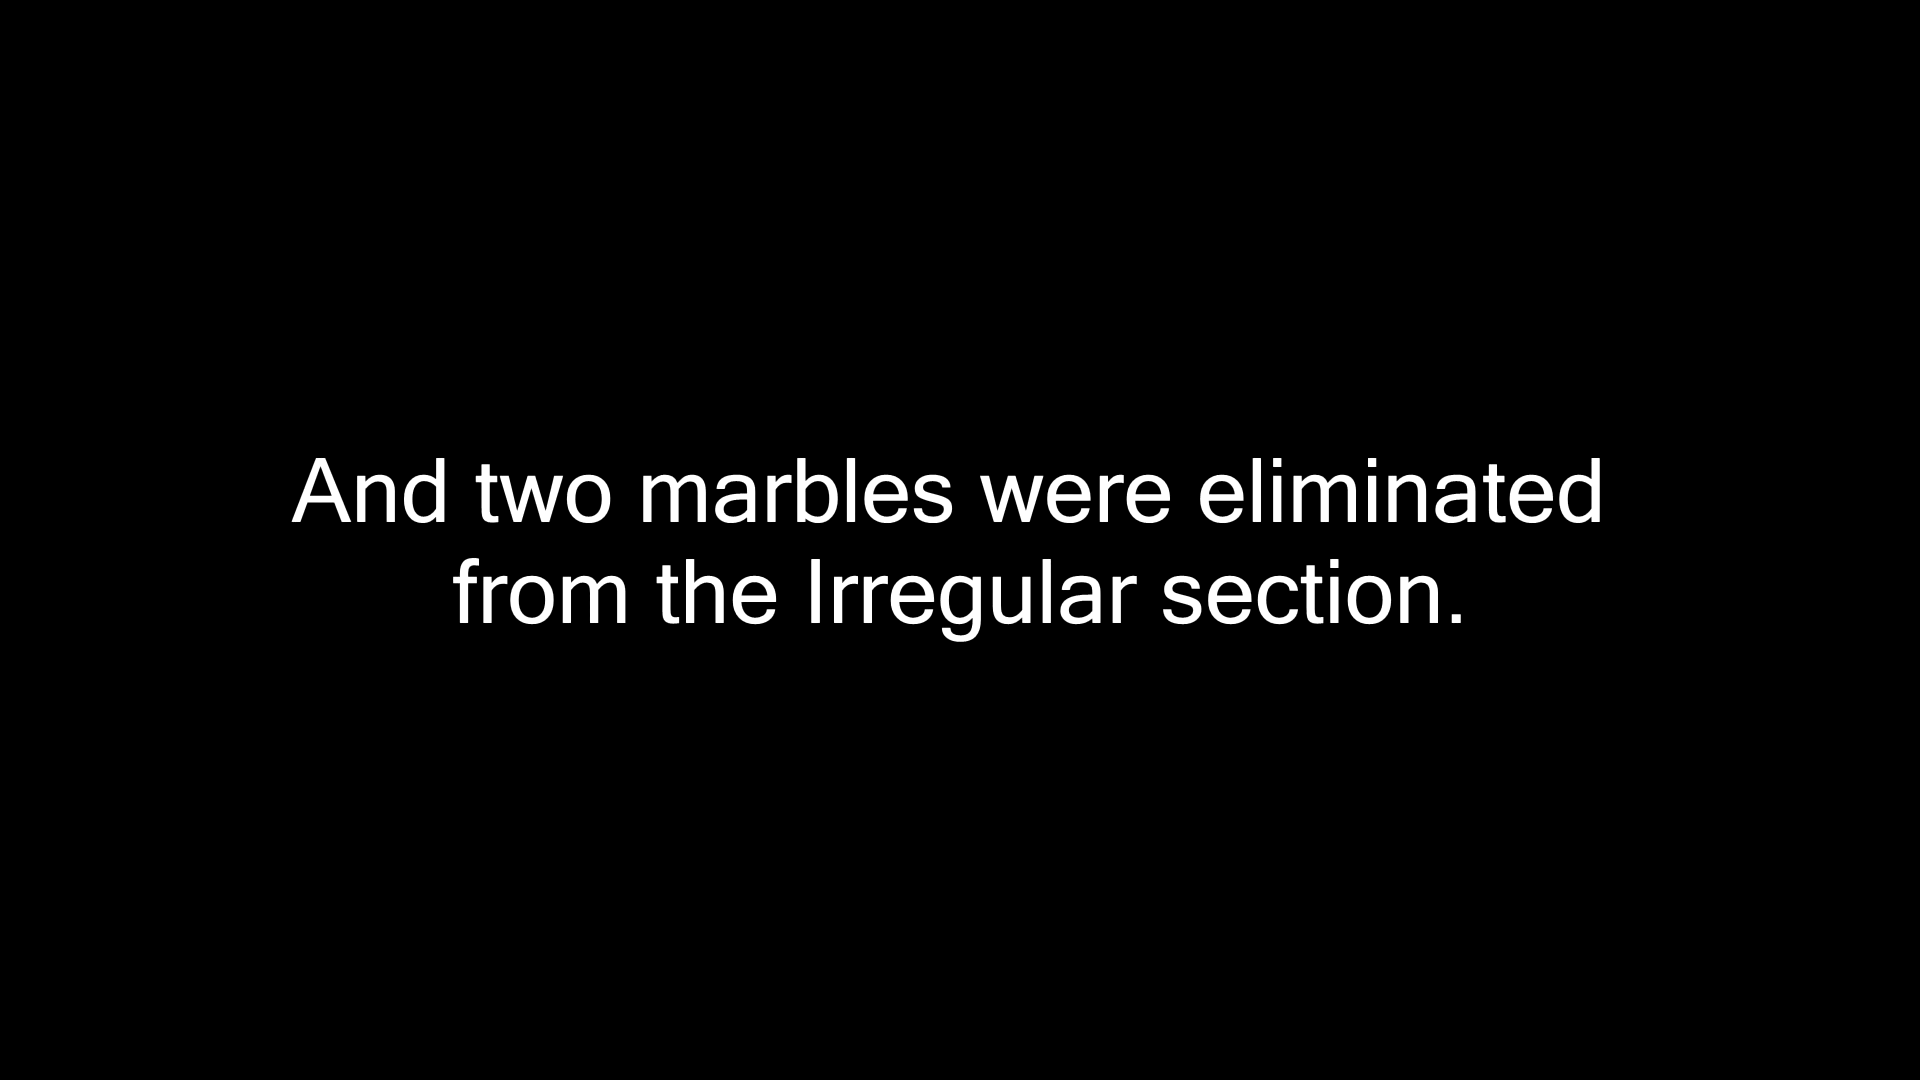 And two marbles were eliminated
from the Irregular section.